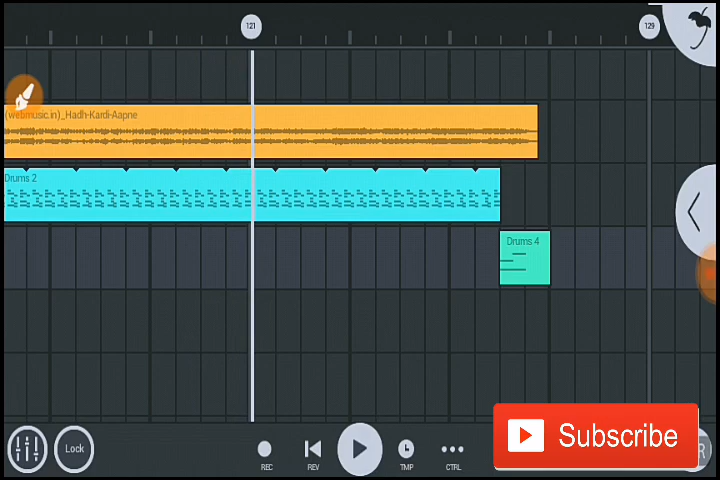 121
129
(webmusic.in)_Hadh-Kardi-Aapne
Drums 2
Drums 4
Subscribe
Lock
REC
REV
TMP
CTRL
R